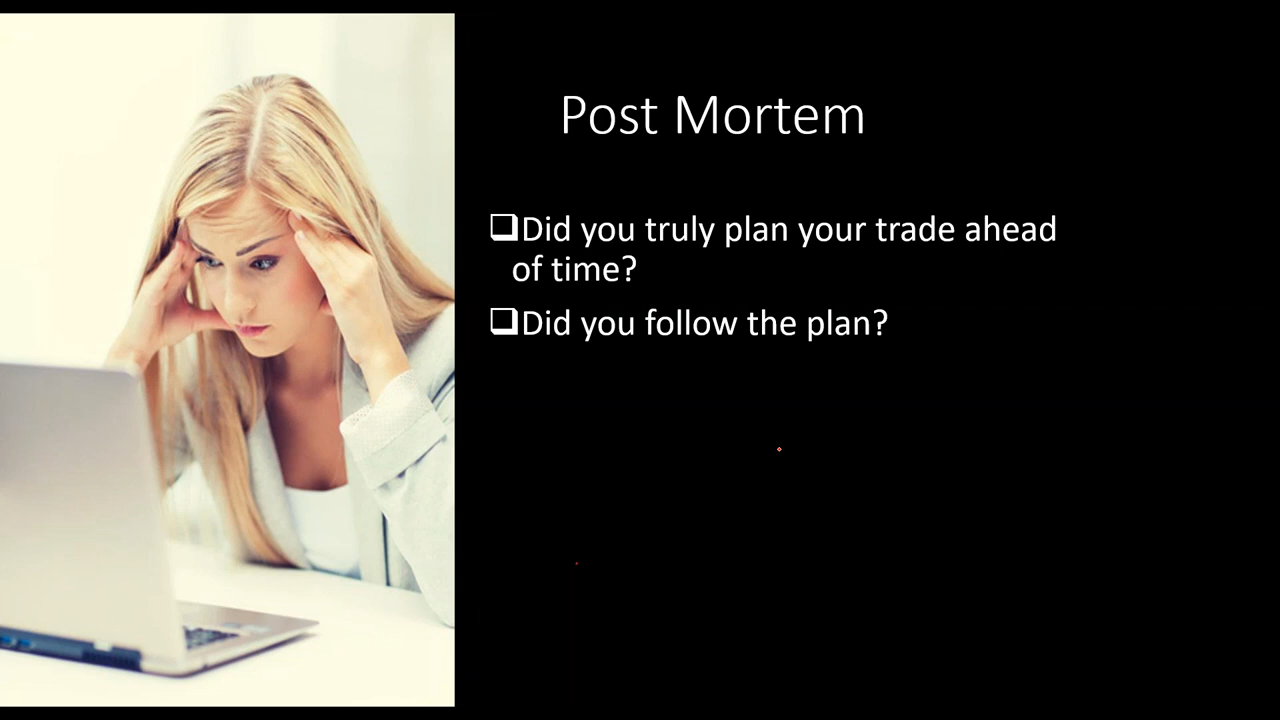 Post Mortem
❑Did you truly plan your trade ahead
of time?
❑Did you follow the plan?